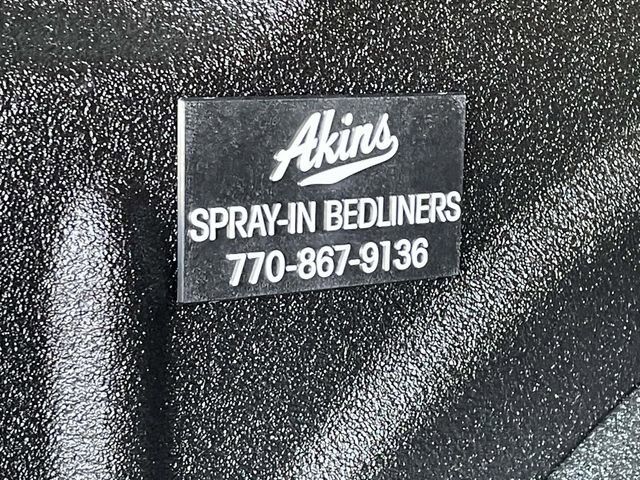 Akins
SPRAY-IN BEDLINERS
770-867-9136